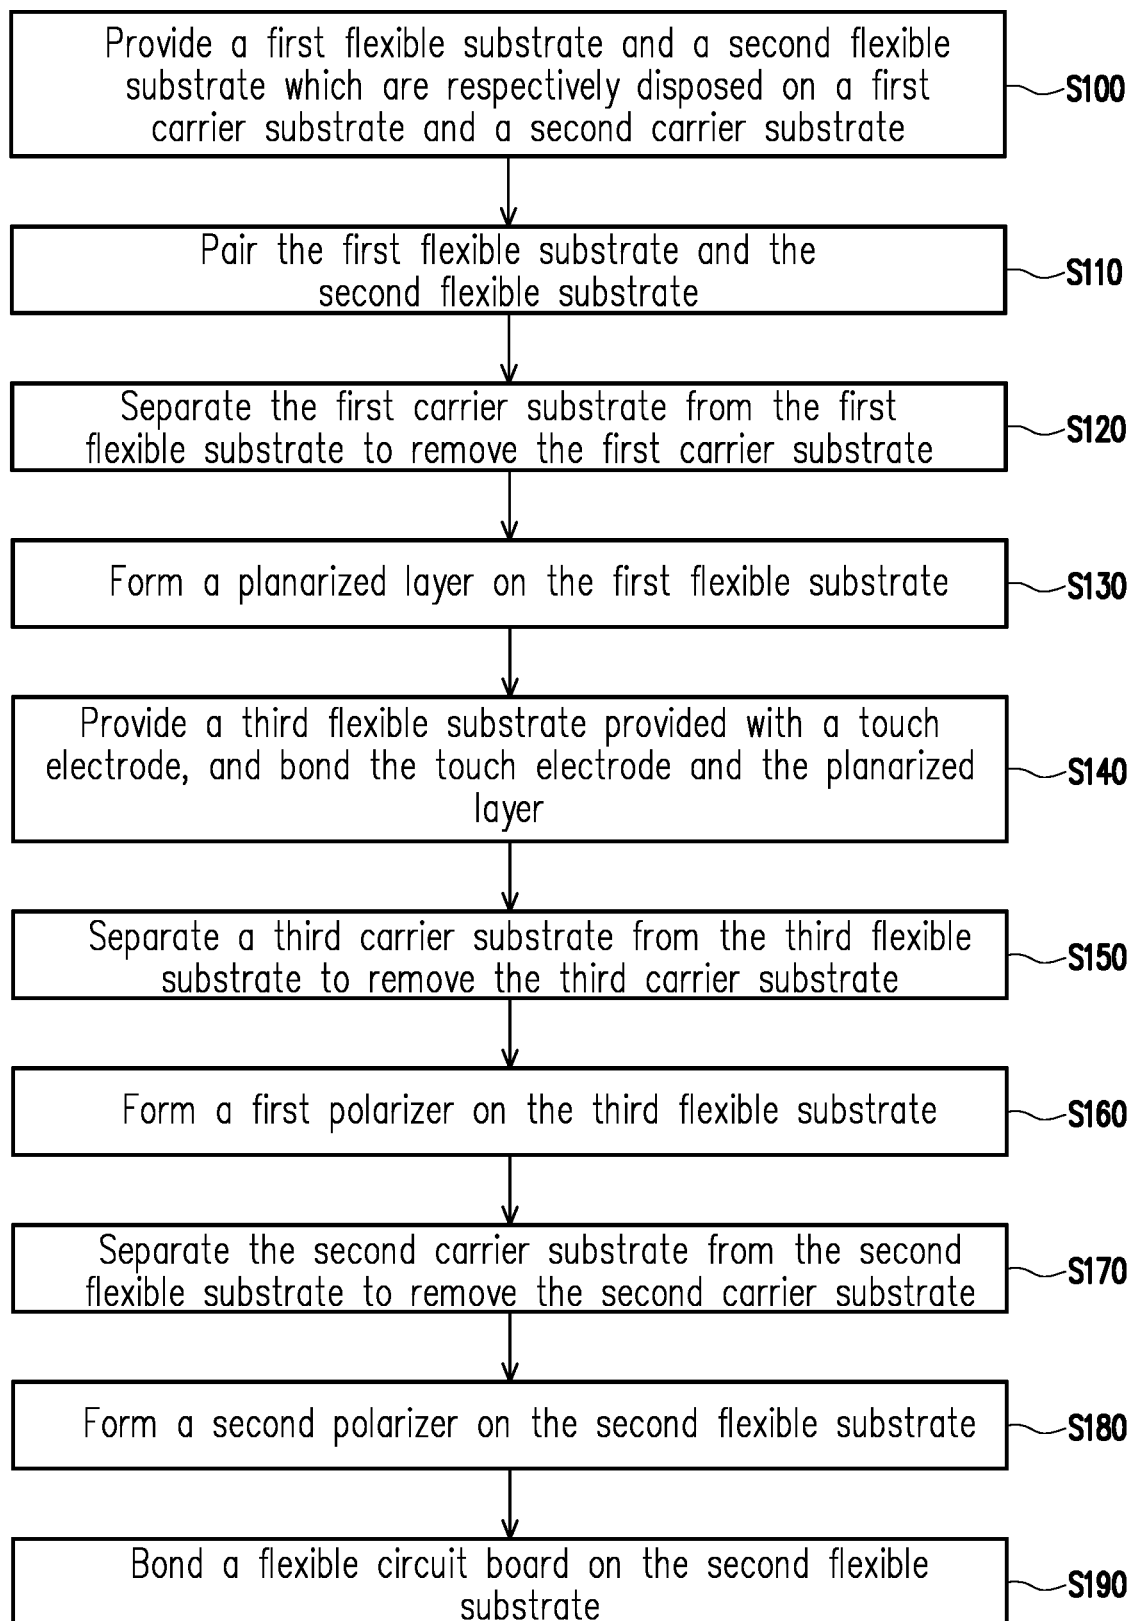 Provide a first flexible substrate and a second flexible
substrate which are respectively disposed on a first
carrier substrate and a second carrier substrate
S100
Pair the first flexible substrate and the
second flexible substrate
S110
Separate the first carrier substrate from the first
flexible substrate to remove the first carrier substrate
S120
Form a planarized layer on the first flexible substrate
S130
Provide a third flexible substrate provided with a touch
electrode, and bond the touch electrode and the planarized
layer
S140
Separate a third carrier substrate from the third flexible
substrate to remove the third carrier substrate
S150
Form a first polarizer on the third flexible substrate
S160
Separate the second carrier substrate from the second
flexible substrate to remove the second carrier substrate
S170
Form a second polarizer on the second flexible substrate
S180
Bond a flexible circuit board on the second flexible
substrate
S190